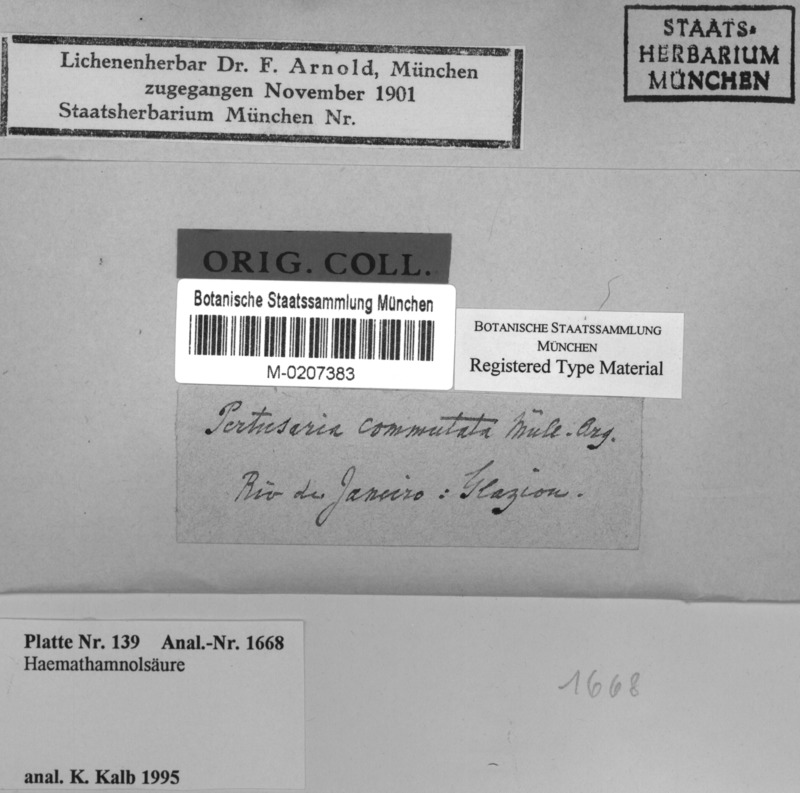 Lichenenherbar Dr. F. Arnold, München
zugegangen November 1901
Staatsherbarium München Nr.
STAATS-
HERBARIUM
MÜNCHEN
ORIG. COLL.
Botanische Staatssammlung München
M-0207383
BOTANISCHE STAATSSAMMLUNG
MÜNCHEN
Registered Type Material
Pertusaria commutata Müll-Arg.
Rio de Janeiro : Glaziou.
Platte Nr. 139 Anal.-Nr. 1668
Haemathamnolsäure
anal. K. Kalb 1995
1668